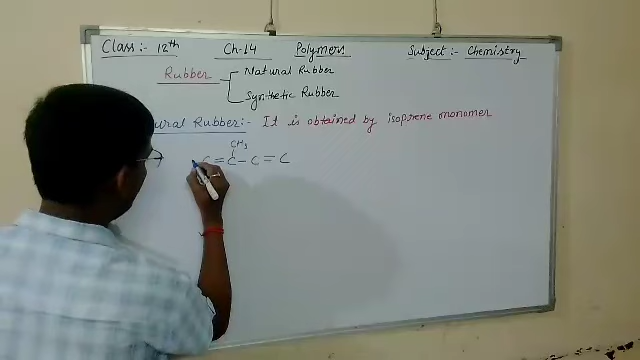 Class:- 12th Ch-14 Polymers Subject:- Chemistry
Rubber
Natural Rubber
Synthetic Rubber
ural Rubber:- It is obtained by isoprene monomer
CH3
C = C - C = C